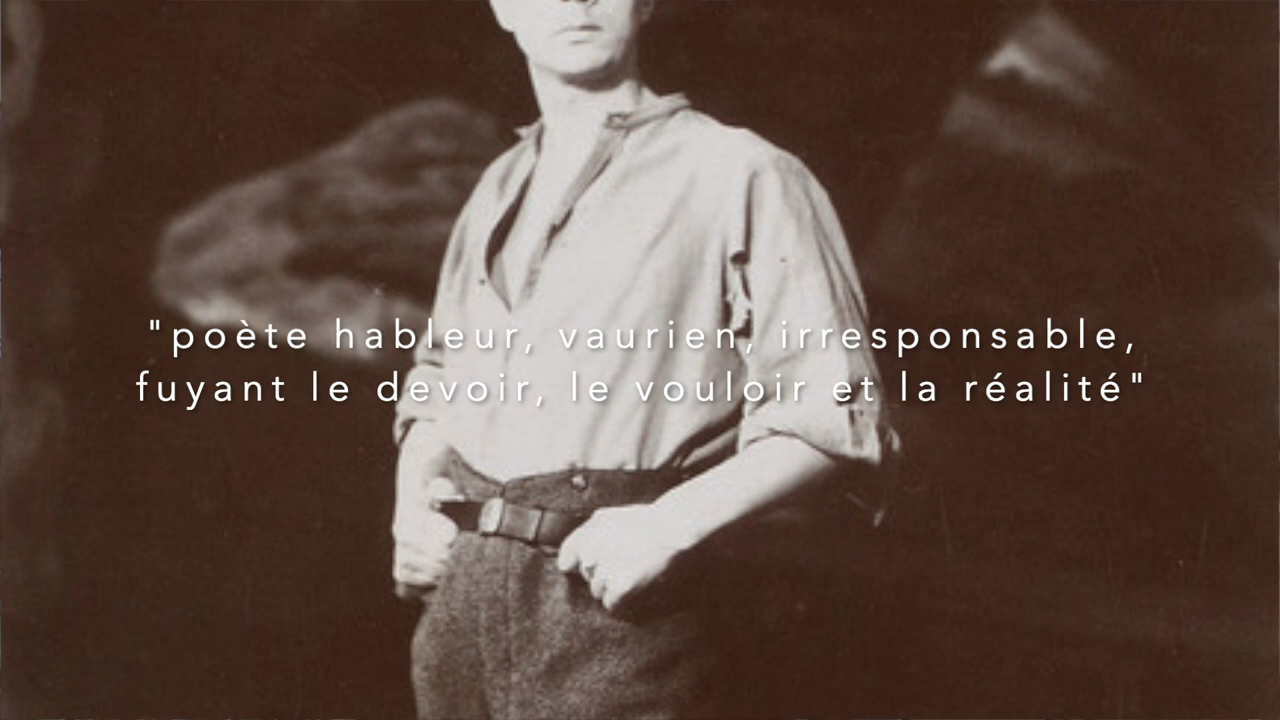 "poète hableur, vaurien, irresponsable,
fuyant le devoir, le vouloir et la réalité"